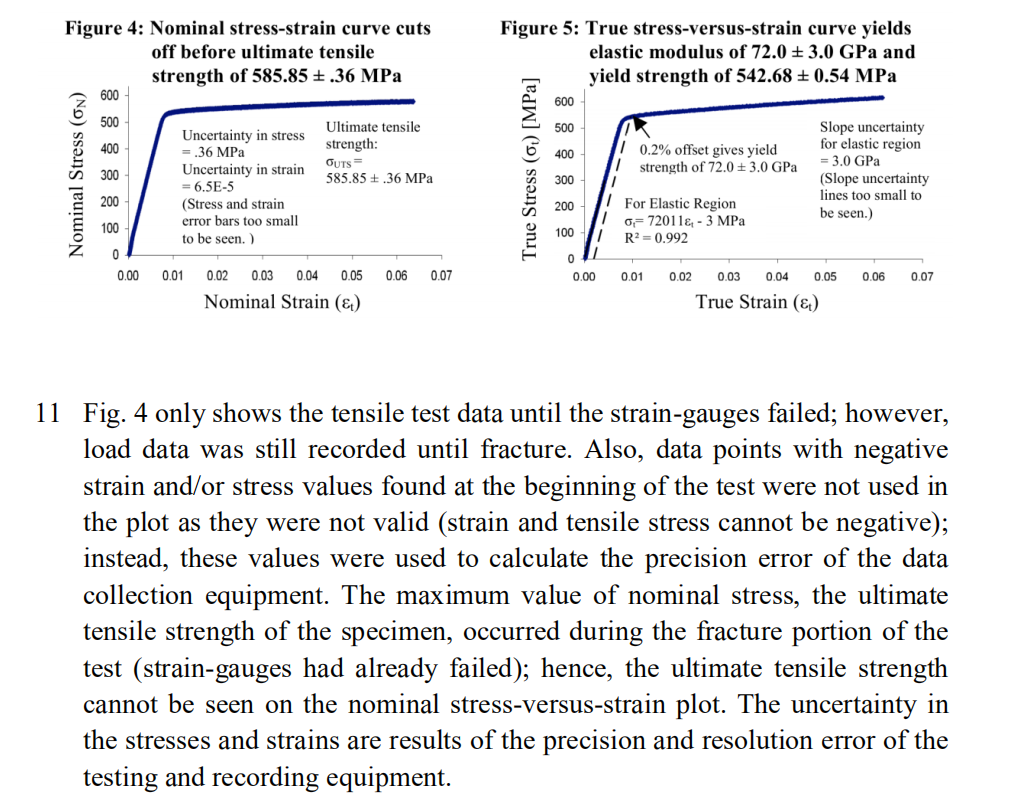 Figure 4: Nominal stress-strain curve cuts
off before ultimate tensile
strength of 585.85 ± .36 MPa
Nominal Stress (σN)
600
500
400
300
200
100
0
Uncertainty in stress
= .36 MPa
Uncertainty in strain
= 6.5E-5
(Stress and strain
error bars too small
to be seen. )
Ultimate tensile
strength:
σUTS =
585.85 ± .36 MPa
0.00 0.01 0.02 0.03 0.04 0.05 0.06 0.07
Nominal Strain (εt)
Figure 5: True stress-versus-strain curve yields
elastic modulus of 72.0 ± 3.0 GPa and
yield strength of 542.68 ± 0.54 MPa
True Stress (σt) [MPa]
600
500
400
300
200
100
0
0.2% offset gives yield
strength of 72.0 ± 3.0 GPa
For Elastic Region
σt= 72011εt - 3 MPa
R² = 0.992
Slope uncertainty
for elastic region
= 3.0 GPa
(Slope uncertainty
lines too small to
be seen.)
0.00 0.01 0.02 0.03 0.04 0.05 0.06 0.07
True Strain (εt)
11 Fig. 4 only shows the tensile test data until the strain-gauges failed; however,
load data was still recorded until fracture. Also, data points with negative
strain and/or stress values found at the beginning of the test were not used in
the plot as they were not valid (strain and tensile stress cannot be negative);
instead, these values were used to calculate the precision error of the data
collection equipment. The maximum value of nominal stress, the ultimate
tensile strength of the specimen, occurred during the fracture portion of the
test (strain-gauges had already failed); hence, the ultimate tensile strength
cannot be seen on the nominal stress-versus-strain plot. The uncertainty in
the stresses and strains are results of the precision and resolution error of the
testing and recording equipment.